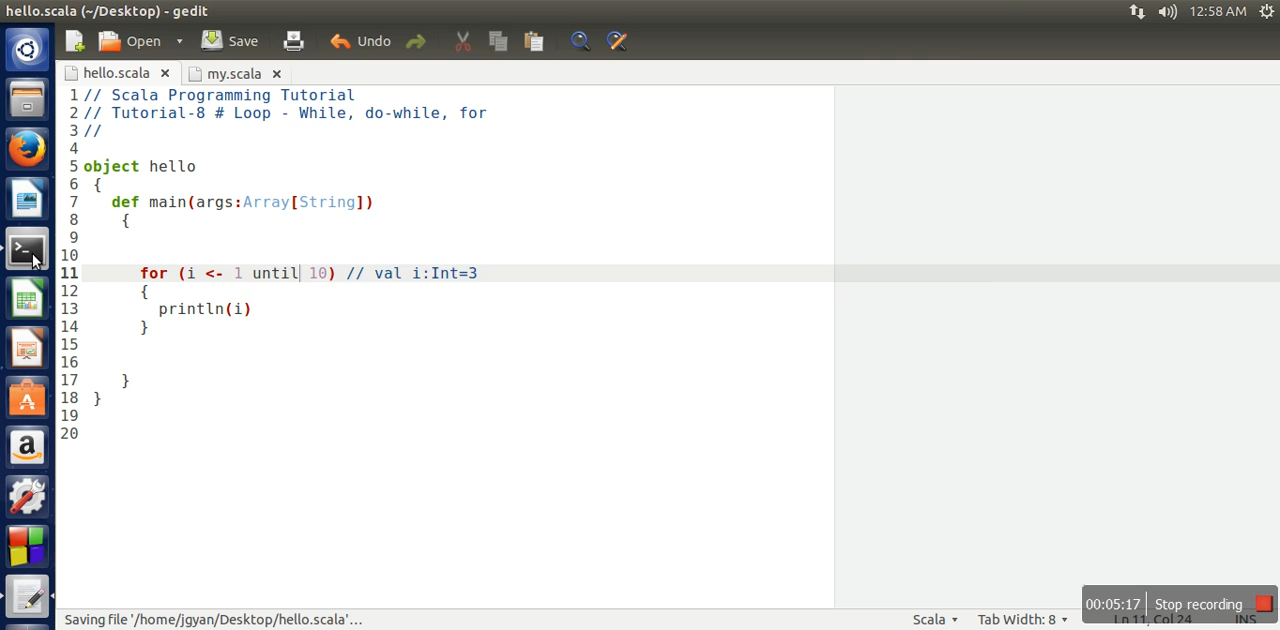 hello.scala (~/Desktop) - gedit
12:58 AM
Open
Save
Undo
hello.scala
my.scala
1 // Scala Programming Tutorial
2 // Tutorial-8 # Loop - While, do-while, for
3 //
4
5 object hello
6 {
7 def main(args:Array[String])
8 {
9
10
11 for (i <- 1 until 10) // val i:Int=3
12 {
13 println(i)
14 }
15
16
17 }
18 }
19
20
Saving file '/home/jgyan/Desktop/hello.scala'...
Scala
Tab Width: 8
Ln 11, Col 24
INS
00:05:17
Stop recording